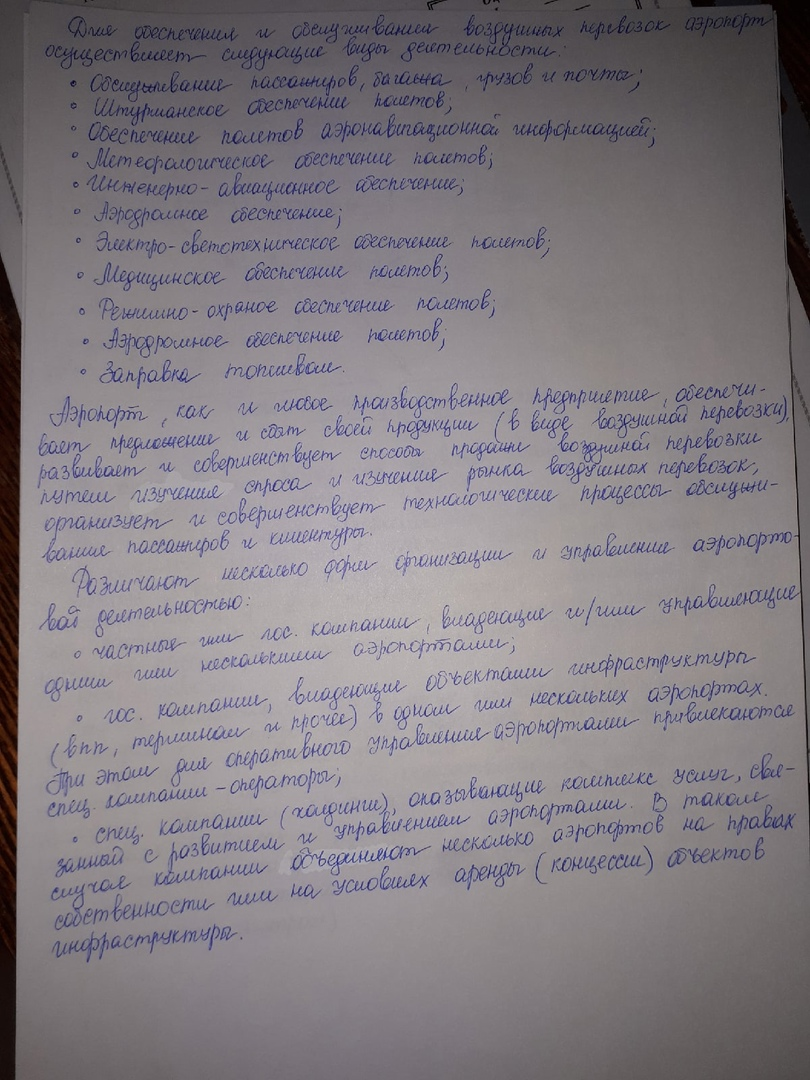 Для обеспечения и обслуживания воздушных перевозок аэропорт
осуществляет следующие виды деятельности:
• Обслуживание пассажиров, багажа, грузов и почты;
• Штурманское обеспечение полетов;
• Обеспечение полетов аэронавигационной информацией;
• Метеорологическое обеспечение полетов;
• Инженерно-авиационное обеспечение;
• Аэродромное обеспечение;
• Электро-светотехническое обеспечение полетов;
• Медицинское обеспечение полетов;
• Режимно-охраное обеспечение полетов;
• Аэродромное обеспечение полетов;
• Заправка топливом.
Аэропорт, как и любое производственное предприятие, обеспечи-
вает предложение и сбыт своей продукции (в виде воздушной перевозки),
развивает и совершенствует способы продажи воздушной перевозки
путем изучение спроса и изучение рынка воздушных перевозок,
организует и совершенствует технологические процессы обслужи-
вания пассажиров и клиентуры.
Различают несколько форм организации и управление аэропорто-
вой деятельностью:
• частные или гос. компании, владеющие и/или управляющие
одним или несколькими аэропортами;
• гос. компании, владеющие объектами инфраструктуры
(впп, терминал и прочее) в одном или нескольких аэропортах.
При этом для оперативного управления аэропортами привлекаются
спец. компании-операторы;
• спец. компании (холдинги), оказывающие комплекс услуг, свя-
занный с развитием и управлением аэропортами. В таком
случае компании объединяют несколько аэропортов на правах
собственности или на условиях аренды (концессии) объектов
инфраструктуры.